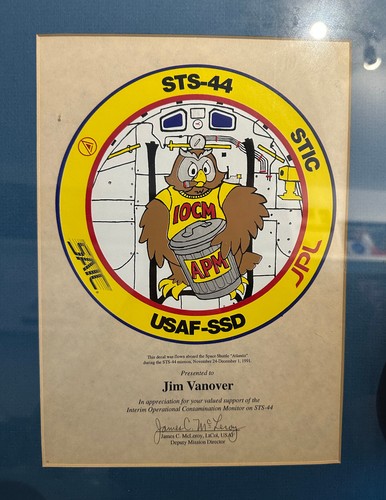 STS-44
STIC
JPL
USAF-SSD
IOCM
APM
This decal was flown aboard the Space Shuttle "Atlantis"
during the STS-44 mission, November 24-December 1, 1991.
Presented to
Jim Vanover
In appreciation for your valued support of the
Interim Operational Contamination Monitor on STS-44
James C. McLeroy
James C. McLeroy, LtCol, USAF
Deputy Mission Director